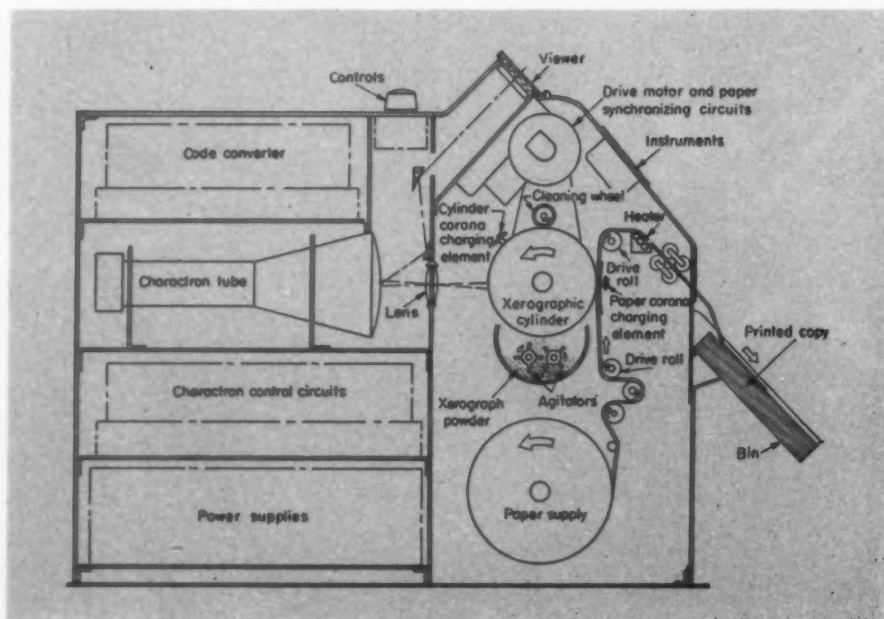 Viewer
Controls
Drive motor and paper
synchronizing circuits
Code converter
Instruments
Cleaning wheel
Cylinder
corona
charging
element
Heater
Drive
roll
Charactron tube
Lens
Xerographic
cylinder
Paper corona
charging
element
Printed
copy
Drive roll
Charactron control circuits
Xerograph
powder
Agitators
Bin
Power supplies
Paper supply